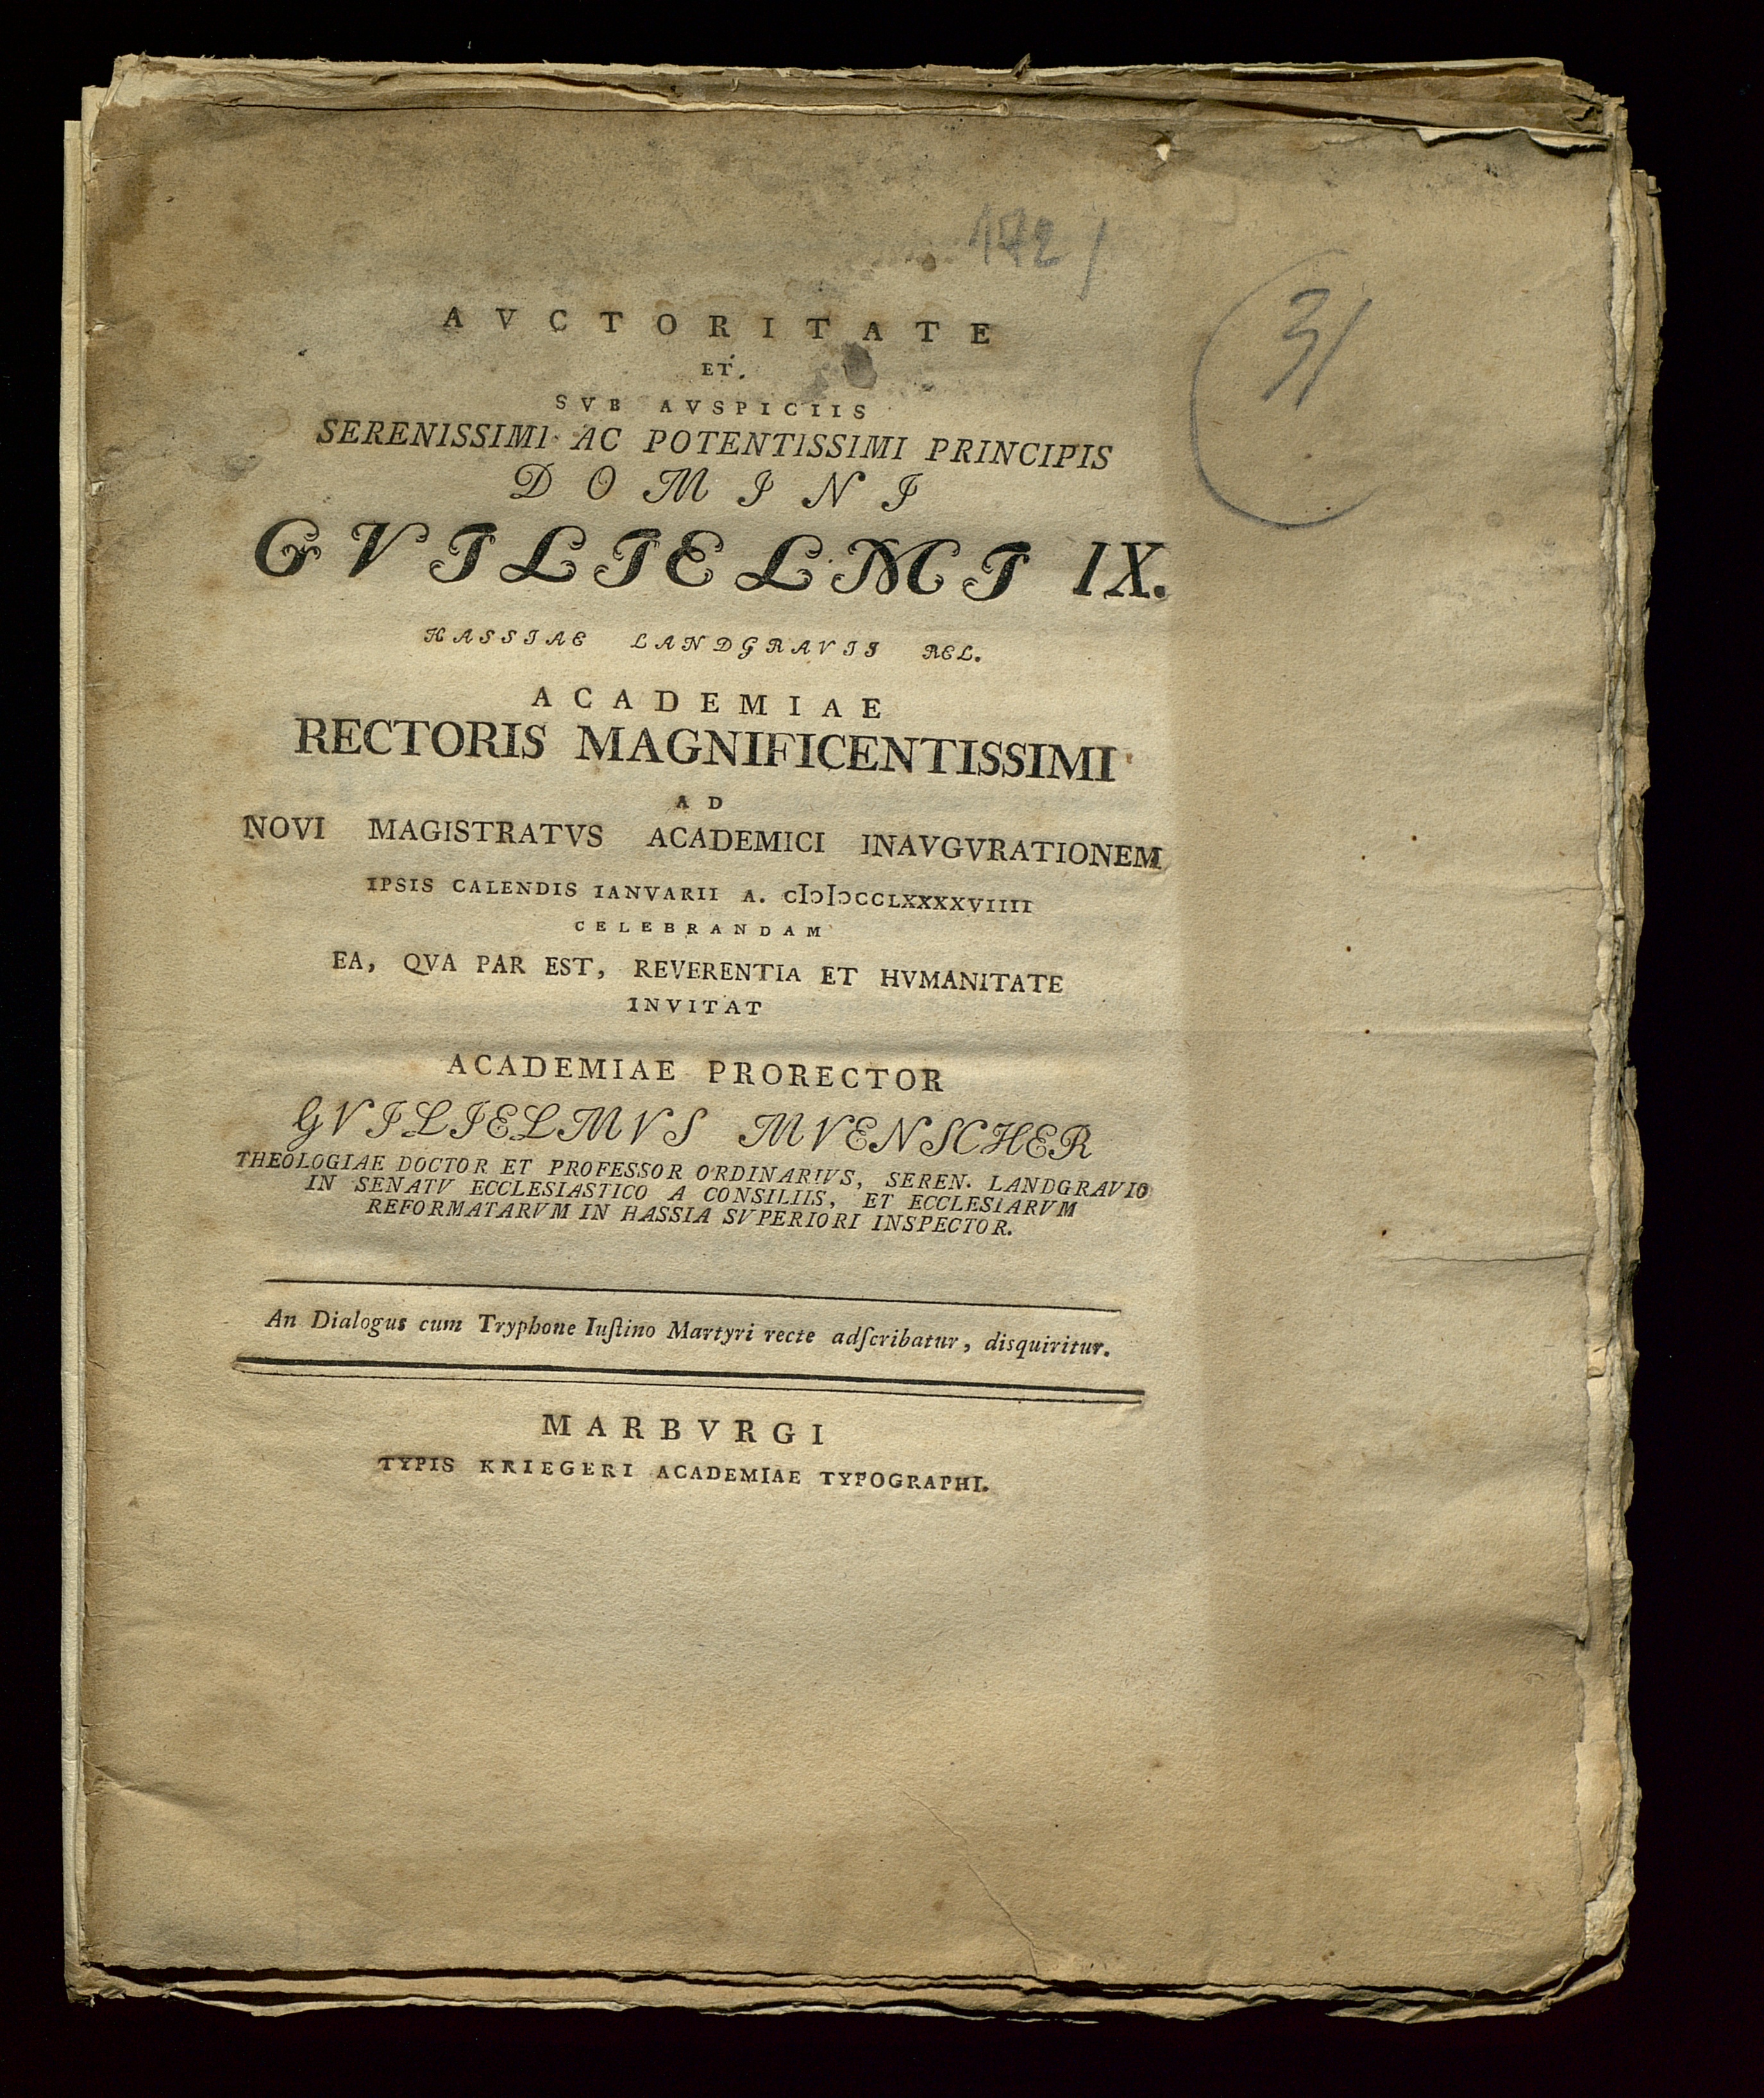 172/
31
AVCTORITATE
ET
SVB AVSPICIIS
SERENISSIMI AC POTENTISSIMI PRINCIPIS
DOMINI
GVILIELMI IX.
HASSIAE LANDGRAVII REL.
ACADEMIAE
RECTORIS MAGNIFICENTISSIMI
AD
NOVI MAGISTRATVS ACADEMICI INAVGVRATIONEM
IPSIS CALENDIS IANVARII A. cIↄIↄCCLXXXXVIIII
CELEBRANDAM
EA, QVA PAR EST, REVERENTIA ET HVMANITATE
INVITAT
ACADEMIAE PRORECTOR
GVILIELMVS MVENSCHER
THEOLOGIAE DOCTOR ET PROFESSOR ORDINARIVS, SEREN. LANDGRAVIO
IN SENATV ECCLESIASTICO A CONSILIIS, ET ECCLESIARVM
REFORMATARVM IN HASSIA SVPERIORI INSPECTOR.
An Dialogus cum Tryphone Iuſtino Martyri recte adſcribatur, disquiritur.
MARBVRGI
TYPIS KRIEGERI ACADEMIAE TYPOGRAPHI.